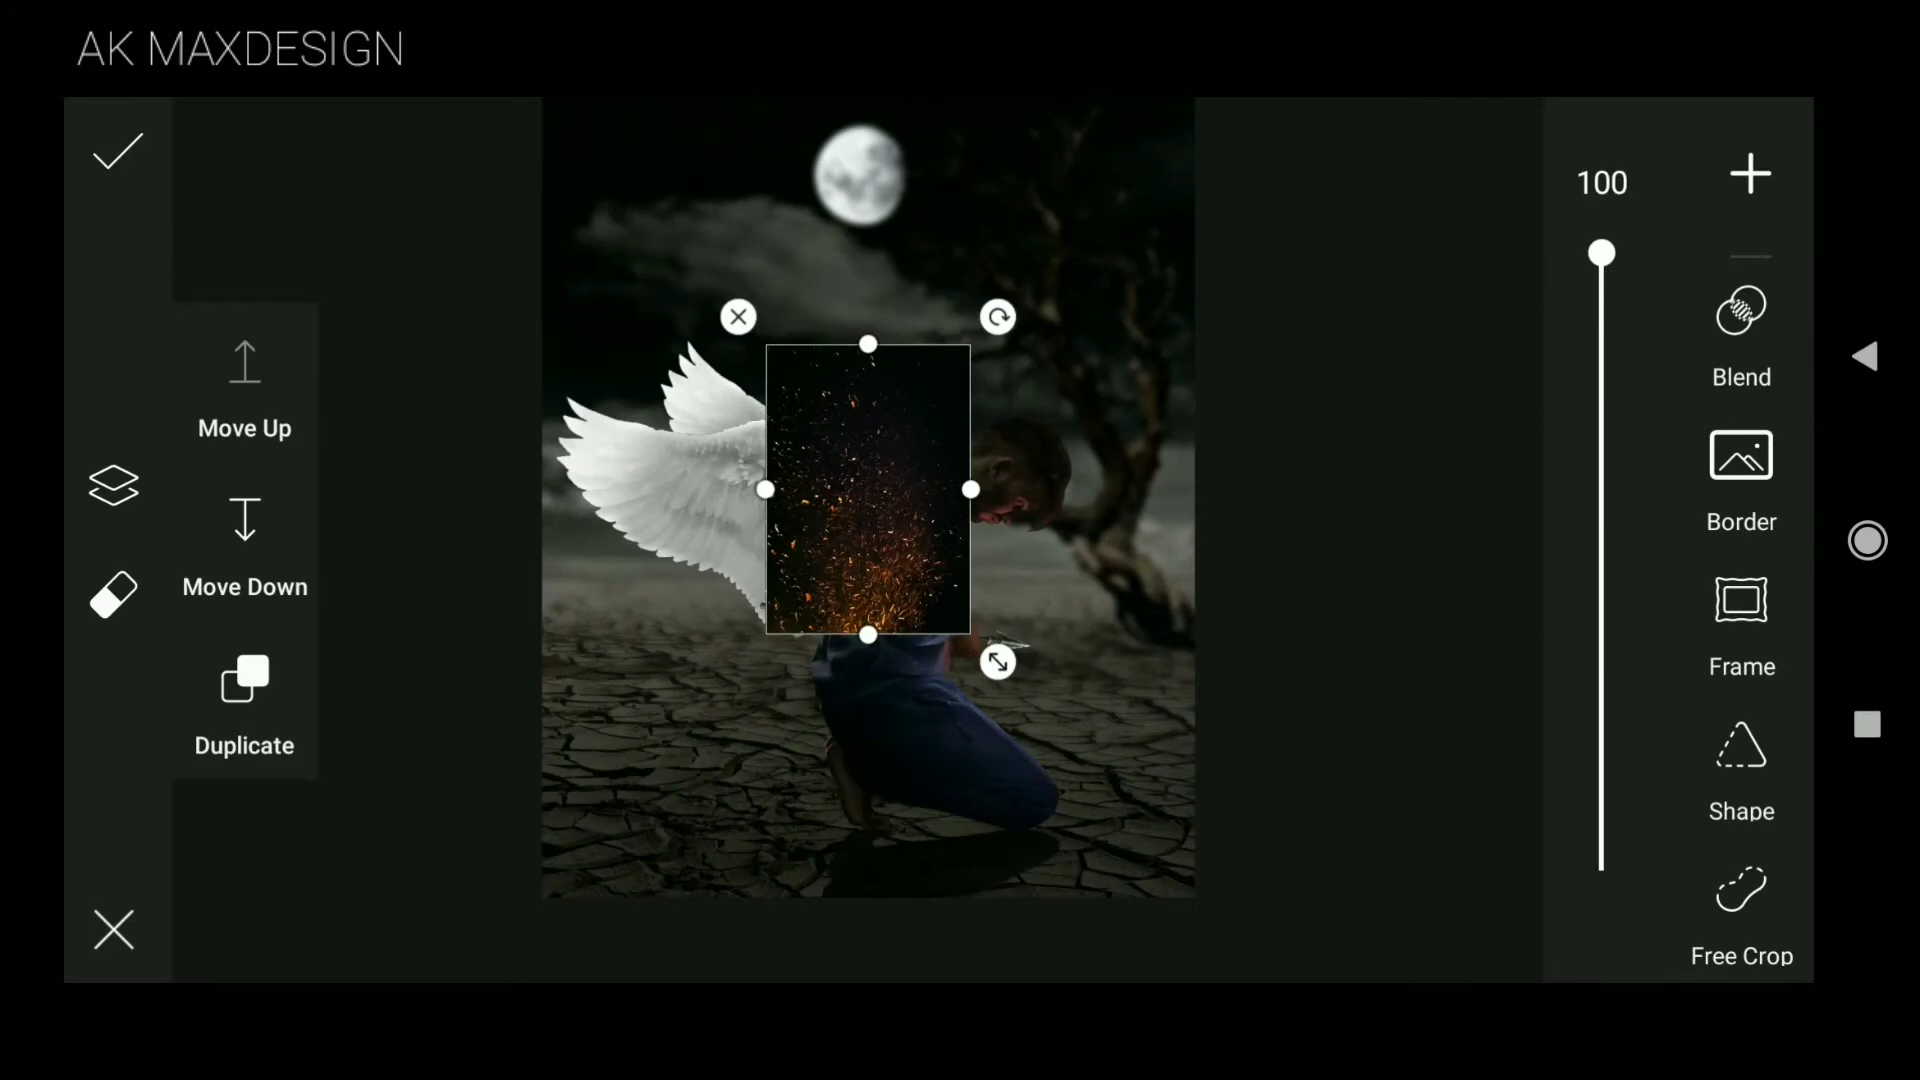 AK MAXDESIGN
100
Move Up
Blend
Border
Move Down
Frame
Duplicate
Shape
Free Crop